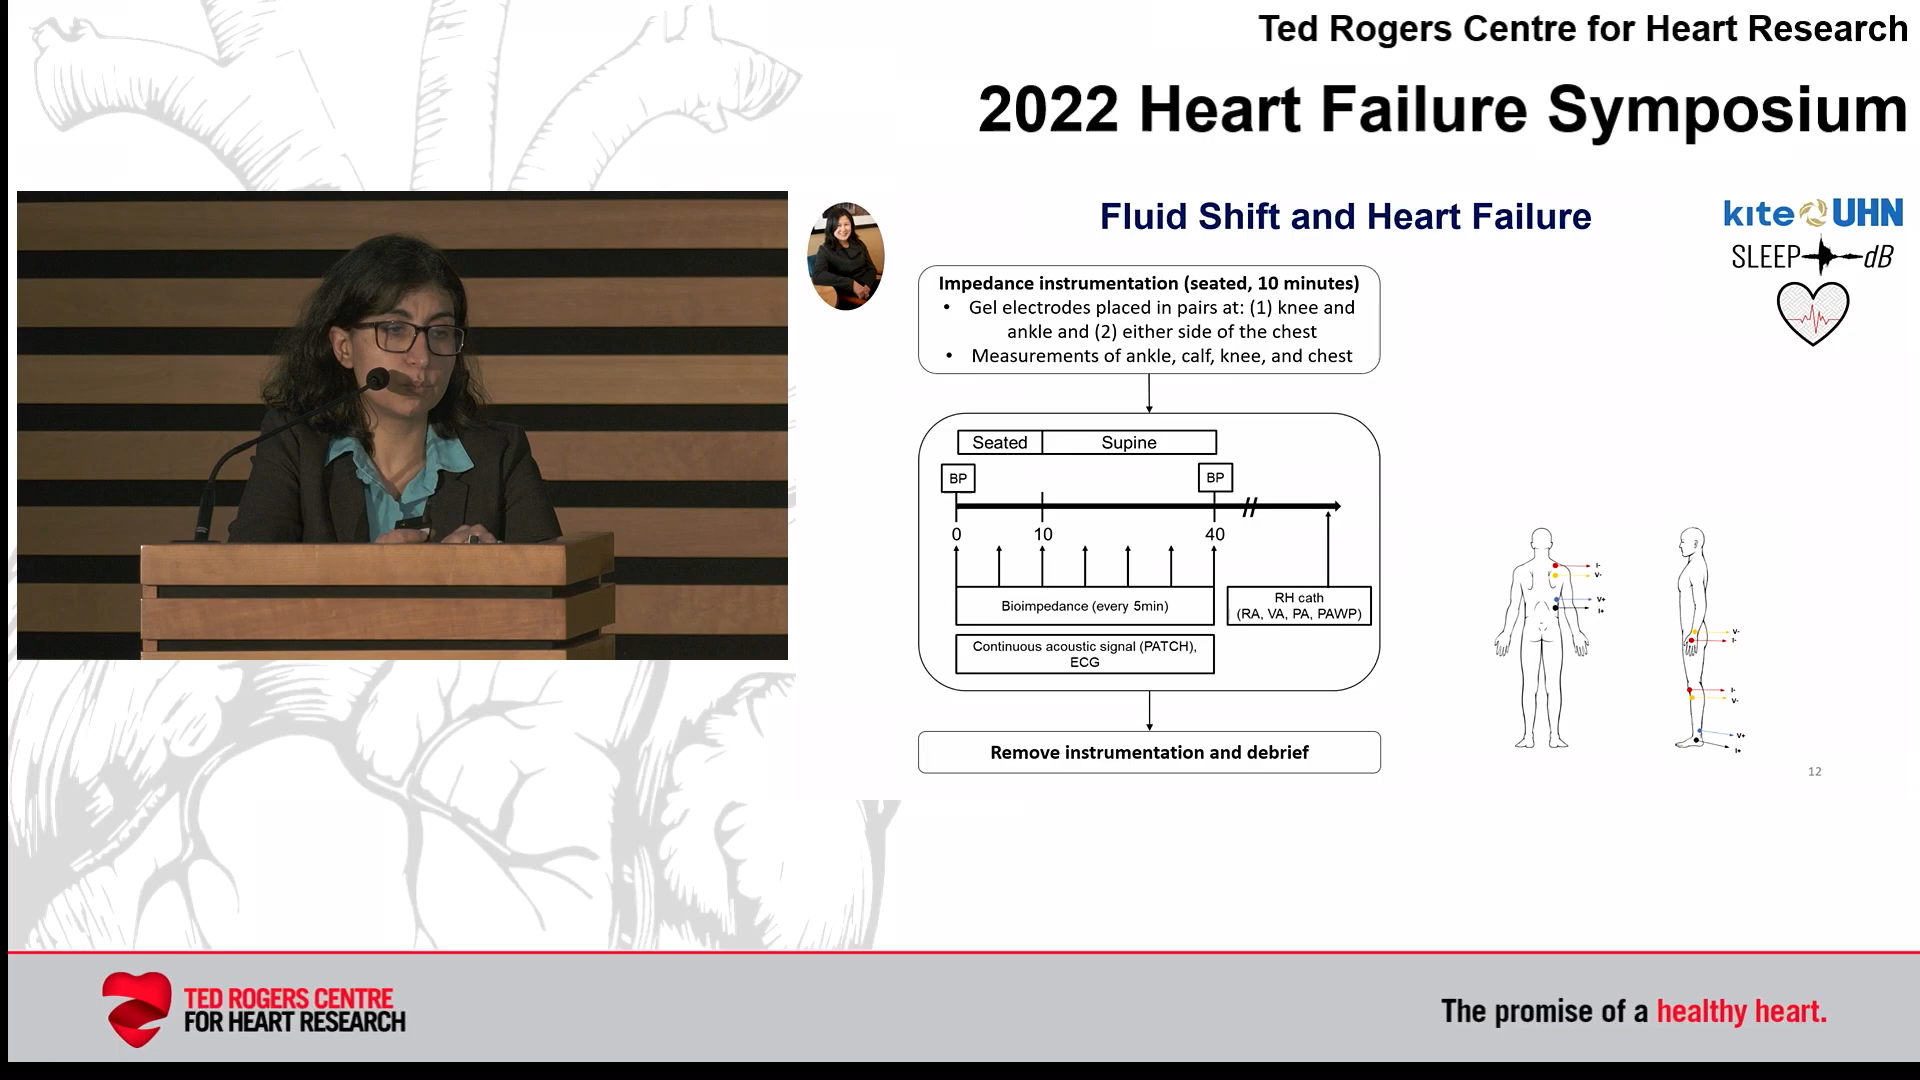 Ted Rogers Centre for Heart Research
2022 Heart Failure Symposium
Fluid Shift and Heart Failure
kite UHN
SLEEP dB
Impedance instrumentation (seated, 10 minutes)
• Gel electrodes placed in pairs at: (1) knee and
ankle and (2) either side of the chest
• Measurements of ankle, calf, knee, and chest
Seated Supine
BP BP
0 10 40
Bioimpedance (every 5min)
RH cath
(RA, VA, PA, PAWP)
Continuous acoustic signal (PATCH),
ECG
Remove instrumentation and debrief
I-
V-
V+
I+
V-
I-
I-
V-
V+
I+
12
TED ROGERS CENTRE
FOR HEART RESEARCH
The promise of a healthy heart.